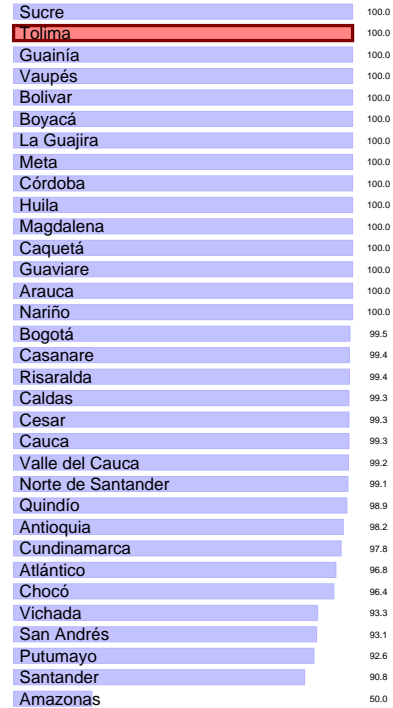 Sucre 100.0
Tolima 100.0
Guainía 100.0
Vaupés 100.0
Bolivar 100.0
Boyacá 100.0
La Guajira 100.0
Meta 100.0
Córdoba 100.0
Huila 100.0
Magdalena 100.0
Caquetá 100.0
Guaviare 100.0
Arauca 100.0
Nariño 100.0
Bogotá 99.5
Casanare 99.4
Risaralda 99.4
Caldas 99.3
Cesar 99.3
Cauca 99.3
Valle del Cauca 99.2
Norte de Santander 99.1
Quindío 98.9
Antioquia 98.2
Cundinamarca 97.8
Atlántico 96.8
Chocó 96.4
Vichada 93.3
San Andrés 93.1
Putumayo 92.6
Santander 90.8
Amazonas 50.0